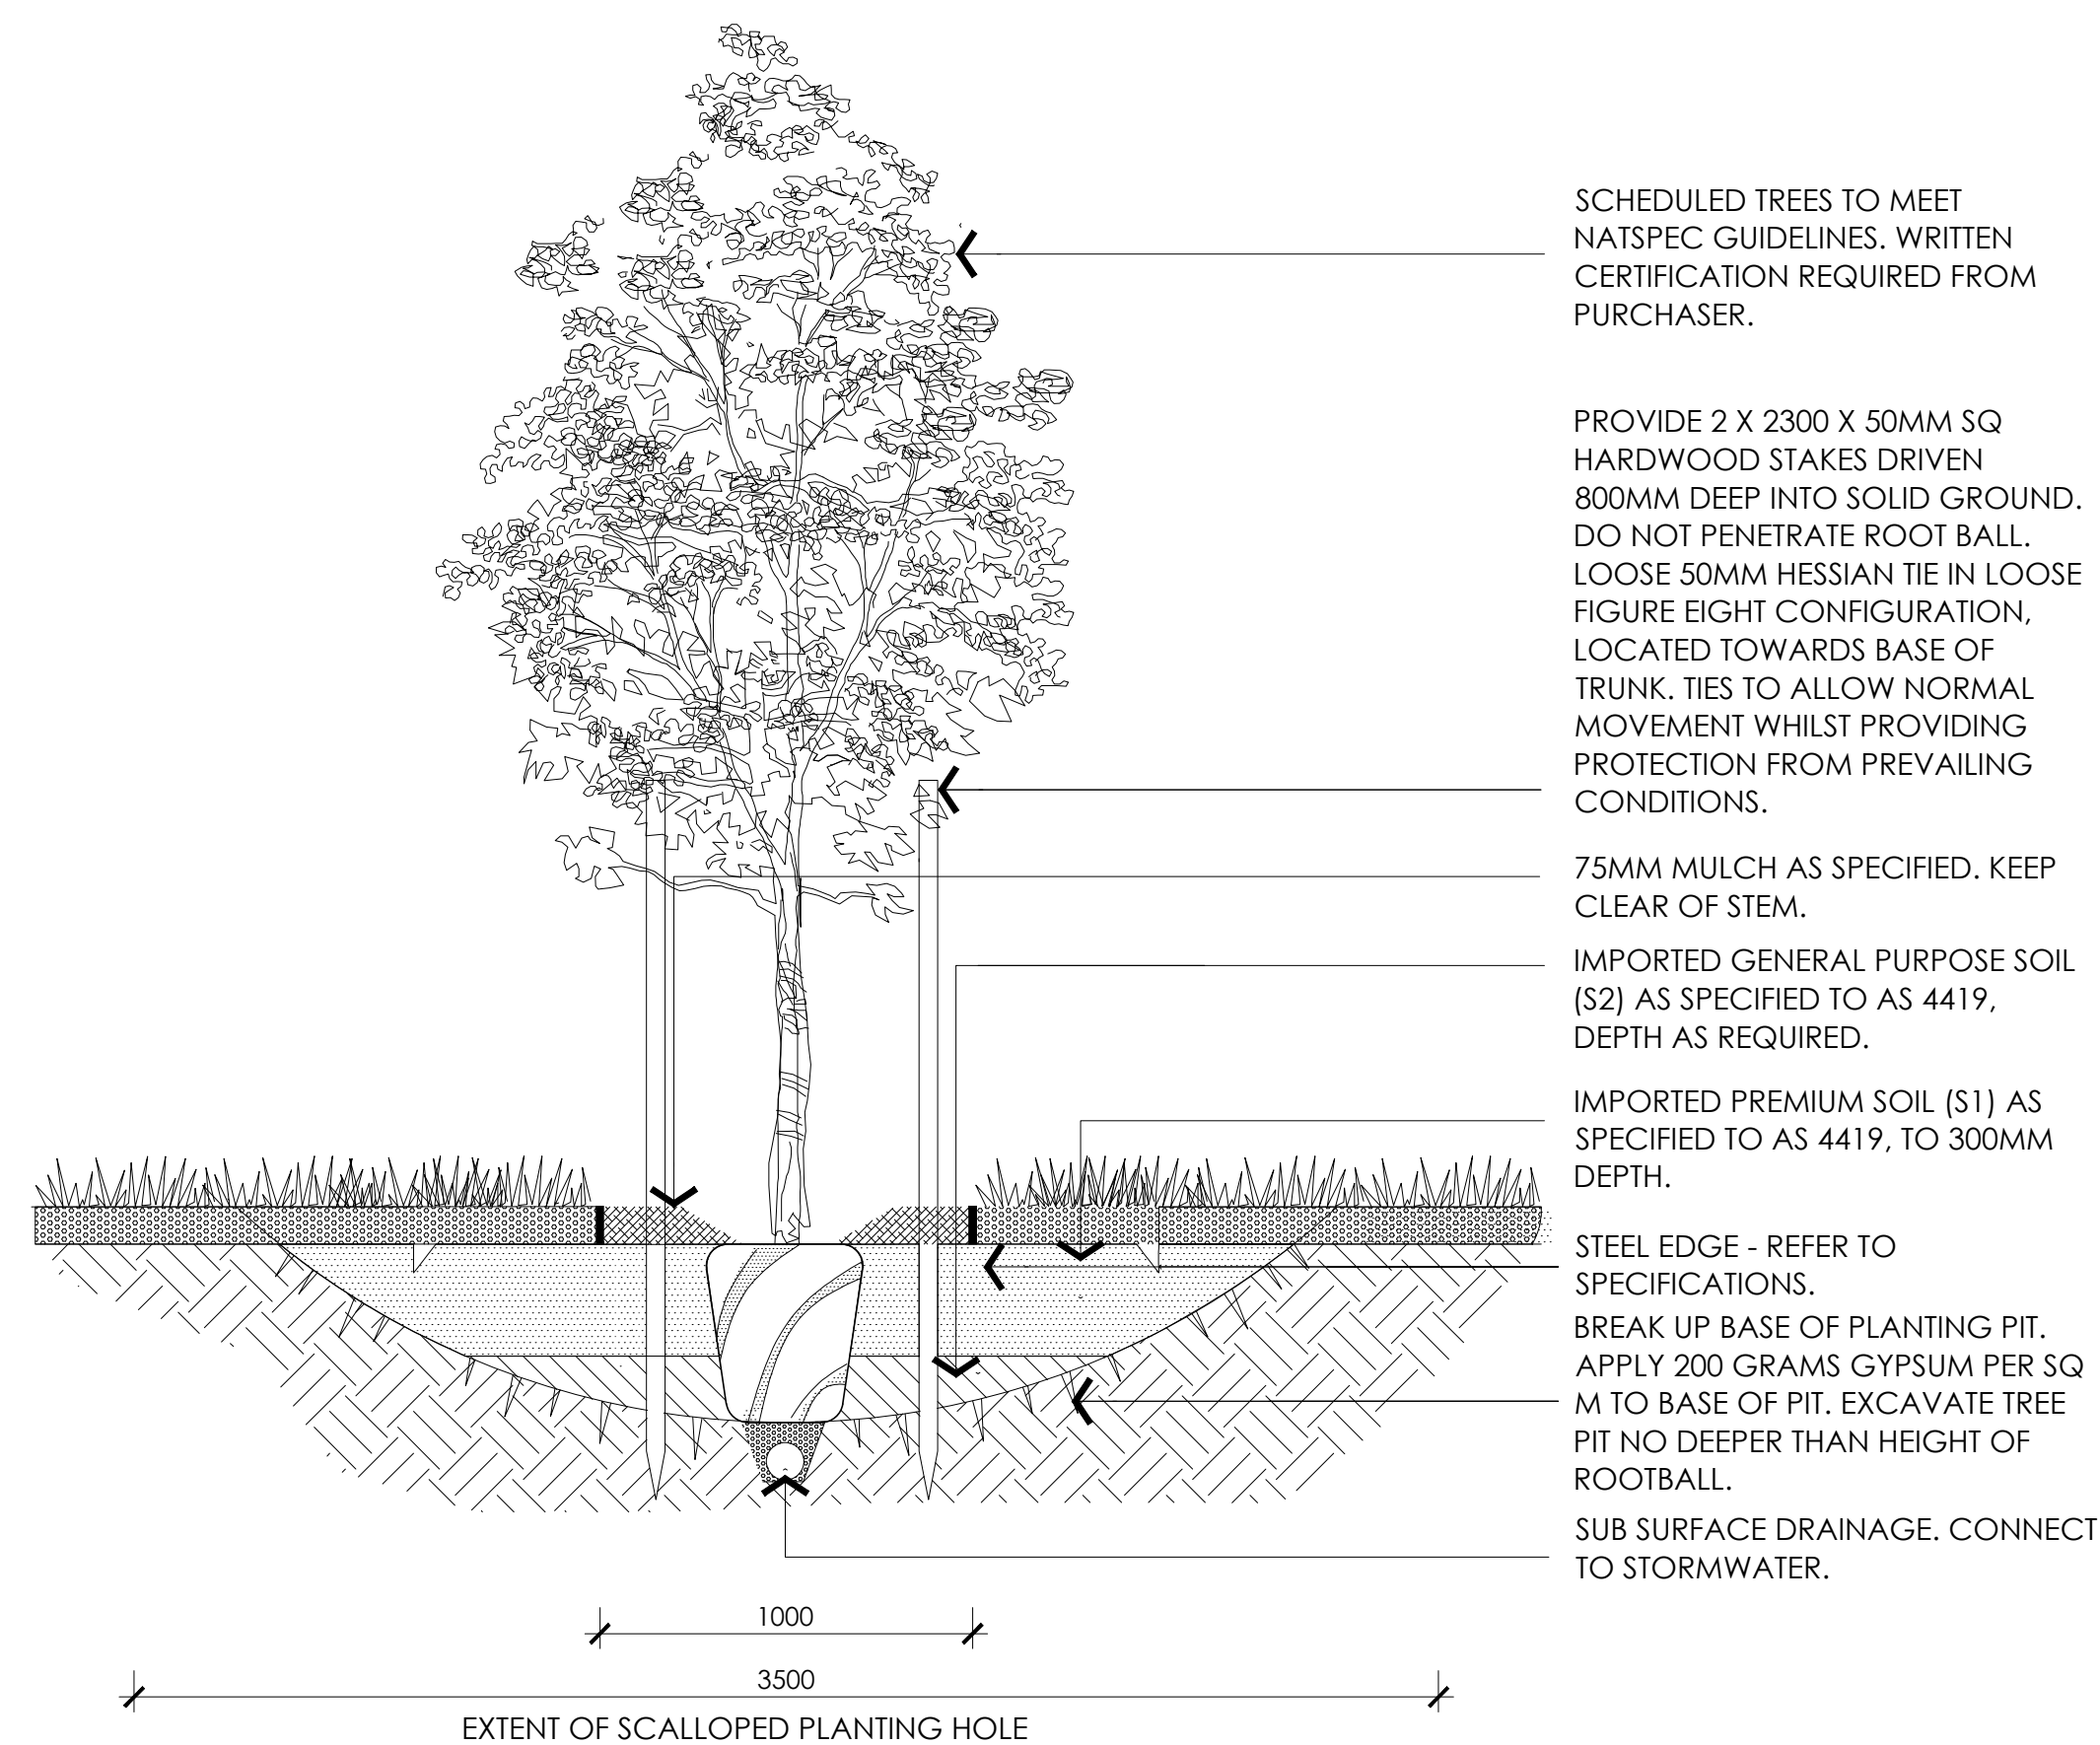 SCHEDULED TREES TO MEET
NATSPEC GUIDELINES. WRITTEN
CERTIFICATION REQUIRED FROM
PURCHASER.
PROVIDE 2 X 2300 X 50MM SQ
HARDWOOD STAKES DRIVEN
800MM DEEP INTO SOLID GROUND.
DO NOT PENETRATE ROOT BALL.
LOOSE 50MM HESSIAN TIE IN LOOSE
FIGURE EIGHT CONFIGURATION,
LOCATED TOWARDS BASE OF
TRUNK. TIES TO ALLOW NORMAL
MOVEMENT WHILST PROVIDING
PROTECTION FROM PREVAILING
CONDITIONS.
75MM MULCH AS SPECIFIED. KEEP
CLEAR OF STEM.
IMPORTED GENERAL PURPOSE SOIL
(S2) AS SPECIFIED TO AS 4419,
DEPTH AS REQUIRED.
IMPORTED PREMIUM SOIL (S1) AS
SPECIFIED TO AS 4419, TO 300MM
DEPTH.
STEEL EDGE - REFER TO
SPECIFICATIONS.
BREAK UP BASE OF PLANTING PIT.
APPLY 200 GRAMS GYPSUM PER SQ
M TO BASE OF PIT. EXCAVATE TREE
PIT NO DEEPER THAN HEIGHT OF
ROOTBALL.
SUB SURFACE DRAINAGE. CONNECT
TO STORMWATER.
1000
3500
EXTENT OF SCALLOPED PLANTING HOLE